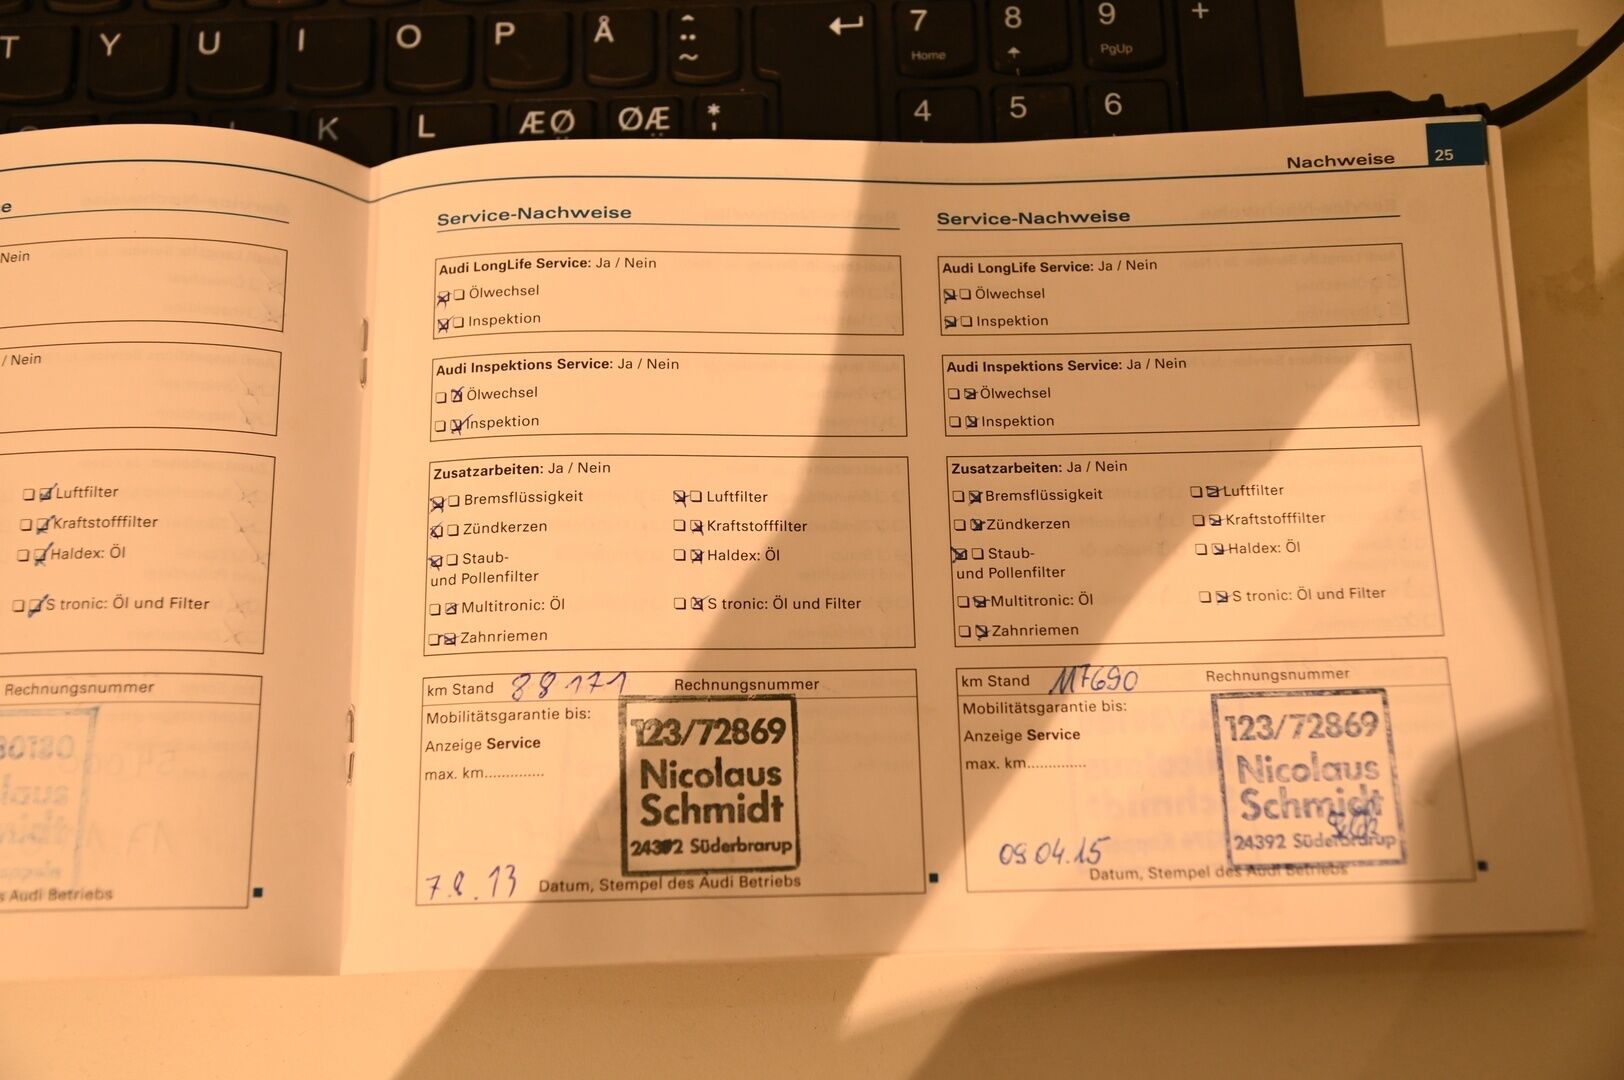 T Y U I O P Å ^ ¨ ~ 7 Home 8 9 PgUp +
K L ÆØ ØÆ * ' 4 5 6
Nachweise 25
/ Nein
Luftfilter
Kraftstofffilter
Haldex: Öl
S tronic: Öl und Filter
Rechnungsnummer
Audi Betriebs
Service-Nachweise
Audi LongLife Service: Ja / Nein
Ölwechsel
Inspektion
Audi Inspektions Service: Ja / Nein
Ölwechsel
Inspektion
Zusatzarbeiten: Ja / Nein
Bremsflüssigkeit Luftfilter
Zündkerzen Kraftstofffilter
Staub- Haldex: Öl
und Pollenfilter
Multitronic: Öl S tronic: Öl und Filter
Zahnriemen
km Stand 88171 Rechnungsnummer
Mobilitätsgarantie bis:
Anzeige Service
max. km.............
123/72869
Nicolaus
Schmidt
24392 Süderbrarup
7.8.13
Datum, Stempel des Audi Betriebs
Service-Nachweise
Audi LongLife Service: Ja / Nein
Ölwechsel
Inspektion
Audi Inspektions Service: Ja / Nein
Ölwechsel
Inspektion
Zusatzarbeiten: Ja / Nein
Bremsflüssigkeit Luftfilter
Zündkerzen Kraftstofffilter
Staub- Haldex: Öl
und Pollenfilter
Multitronic: Öl S tronic: Öl und Filter
Zahnriemen
km Stand 117690 Rechnungsnummer
Mobilitätsgarantie bis:
Anzeige Service
max. km.............
123/72869
Nicolaus
Schmidt
24392 Süderbrarup
09.04.15
Datum, Stempel des Audi Betriebs